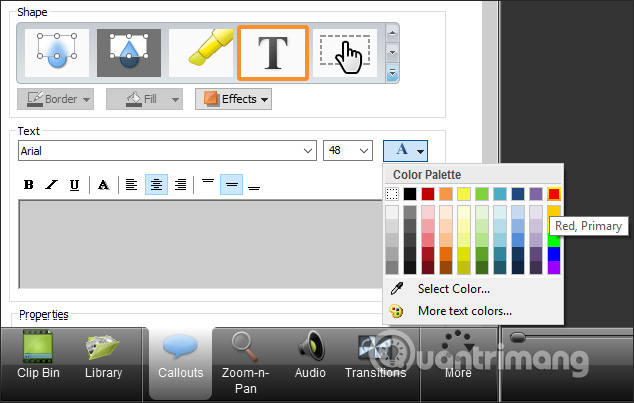 Shape
T
Border
Fill
Effects
Text
Arial
48
A
Color Palette
B I U A
Red, Primary
Select Color...
More text colors...
Properties
Quantrimang
Clip Bin
Library
Callouts
Zoom-n-
Pan
Audio
Transitions
More